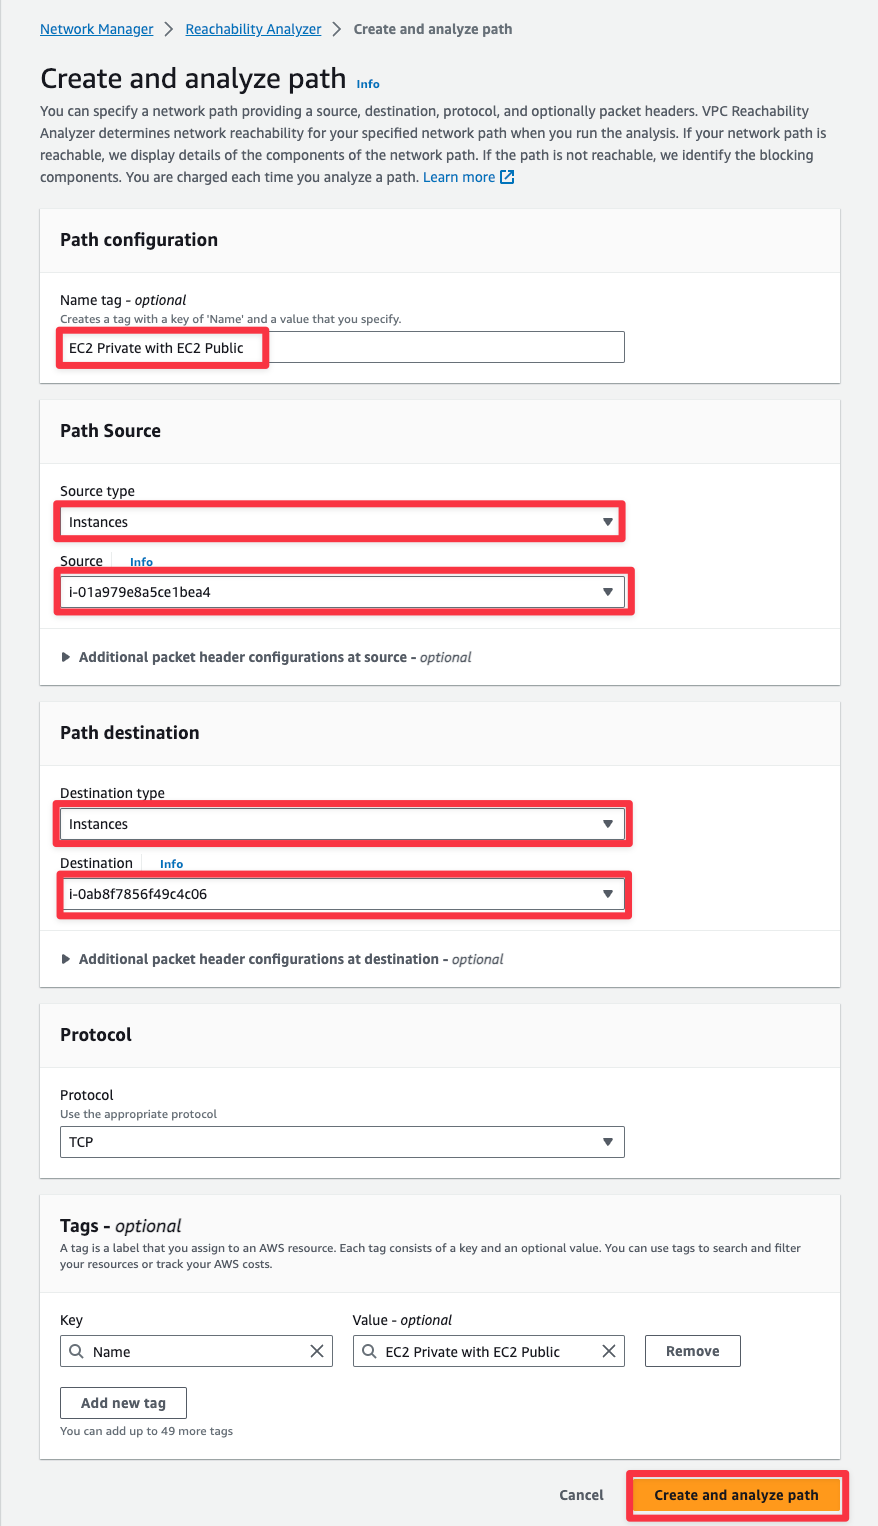 Network Manager > Reachability Analyzer > Create and analyze path
Create and analyze path Info
You can specify a network path providing a source, destination, protocol, and optionally packet headers. VPC Reachability
Analyzer determines network reachability for your specified network path when you run the analysis. If your network path is
reachable, we display details of the components of the network path. If the path is not reachable, we identify the blocking
components. You are charged each time you analyze a path. Learn more
Path configuration
Name tag - optional
Creates a tag with a key of 'Name' and a value that you specify.
EC2 Private with EC2 Public
Path Source
Source type
Instances
Source Info
i-01a979e8a5ce1bea4
Additional packet header configurations at source - optional
Path destination
Destination type
Instances
Destination Info
i-0ab8f7856f49c4c06
Additional packet header configurations at destination - optional
Protocol
Protocol
Use the appropriate protocol
TCP
Tags - optional
A tag is a label that you assign to an AWS resource. Each tag consists of a key and an optional value. You can use tags to search and filter
your resources or track your AWS costs.
Key Value - optional
Name EC2 Private with EC2 Public Remove
Add new tag
You can add up to 49 more tags
Cancel Create and analyze path